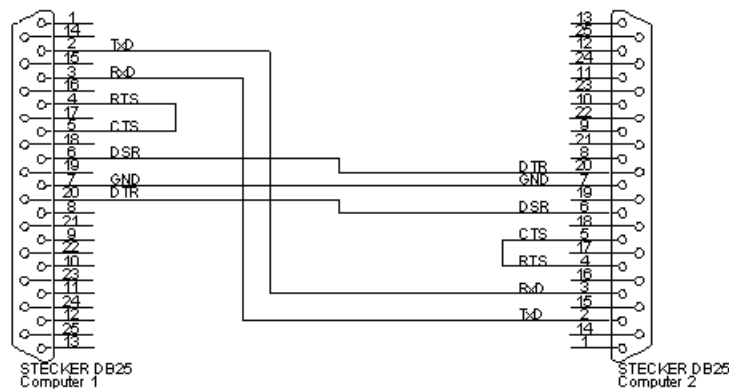 1
14
2 TxD
15
3 RxD
16
4 RTS
17
5 CTS
18
6 DSR
19
7 GND
20 DTR
8
21
9
22
10
23
11
24
12
25
13
STECKER DB25
Computer 1
13
25
12
24
11
23
10
22
9
21
8
DTR 20
GND 7
19
DSR 6
18
CTS 5
17
RTS 4
16
RxD 3
15
TxD 2
14
1
STECKER DB25
Computer 2